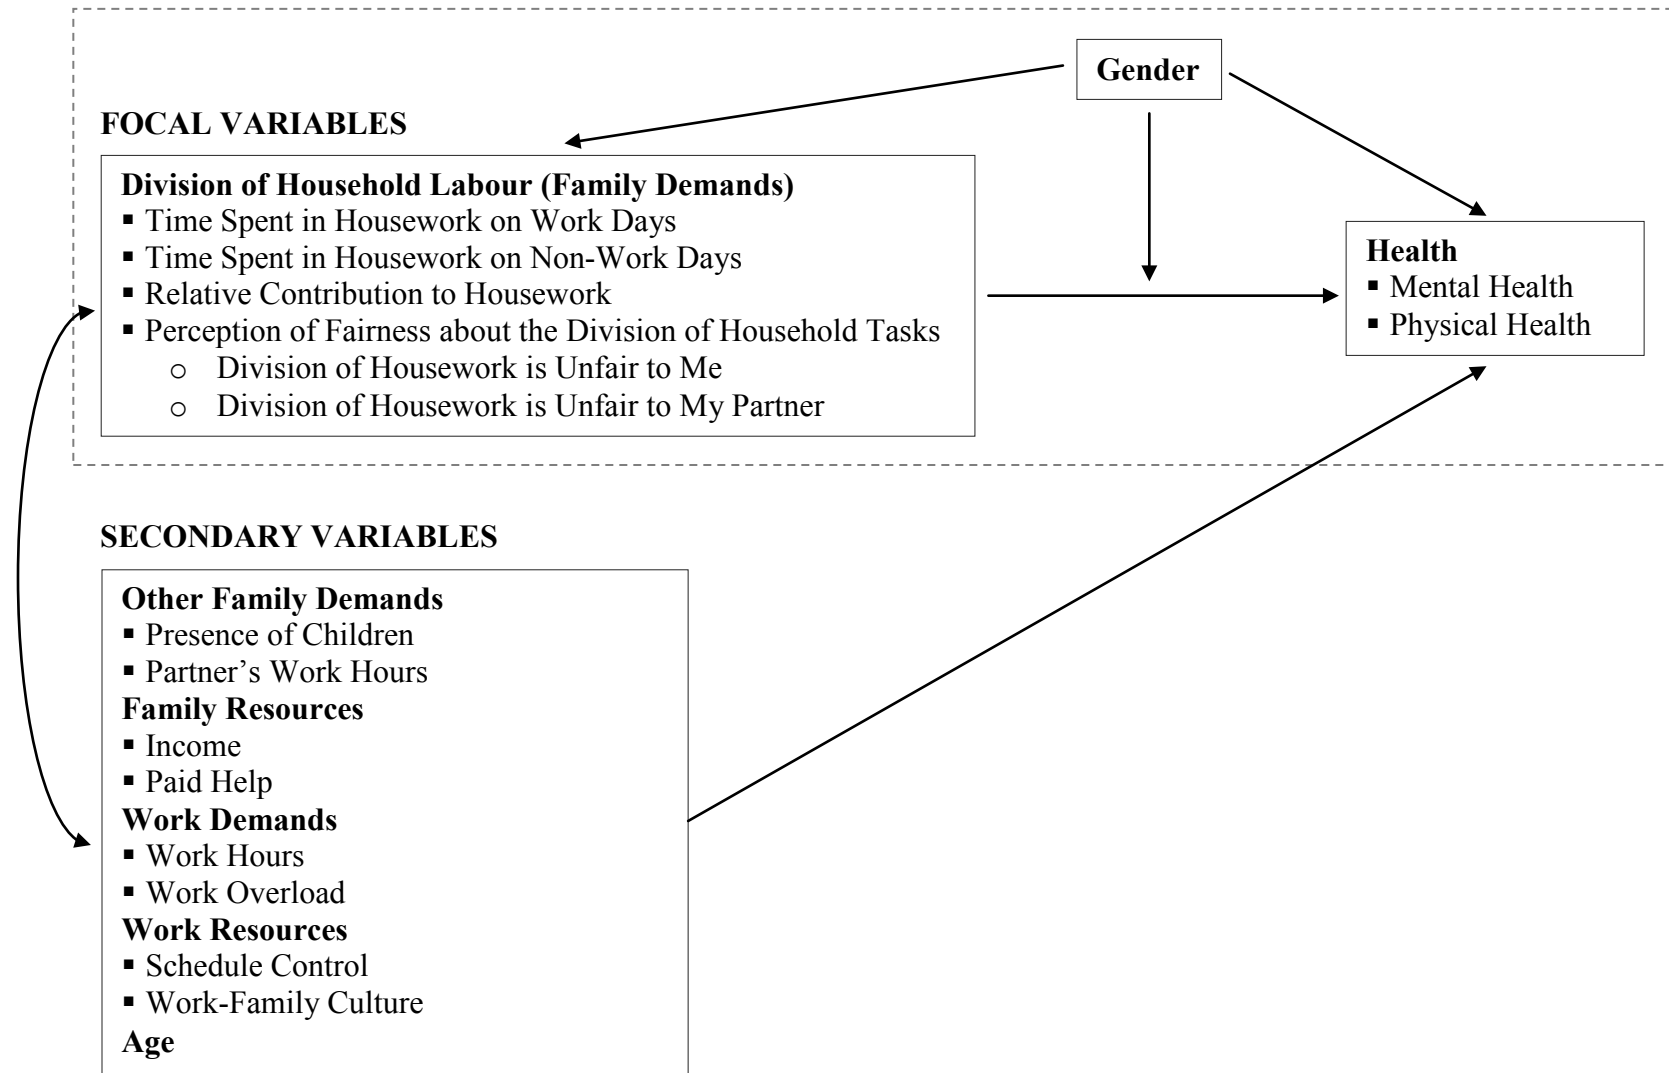 Gender
FOCAL VARIABLES
Division of Household Labour (Family Demands)
▪ Time Spent in Housework on Work Days
▪ Time Spent in Housework on Non-Work Days
▪ Relative Contribution to Housework
▪ Perception of Fairness about the Division of Household Tasks
o Division of Housework is Unfair to Me
o Division of Housework is Unfair to My Partner
Health
▪ Mental Health
▪ Physical Health
SECONDARY VARIABLES
Other Family Demands
▪ Presence of Children
▪ Partner’s Work Hours
Family Resources
▪ Income
▪ Paid Help
Work Demands
▪ Work Hours
▪ Work Overload
Work Resources
▪ Schedule Control
▪ Work-Family Culture
Age